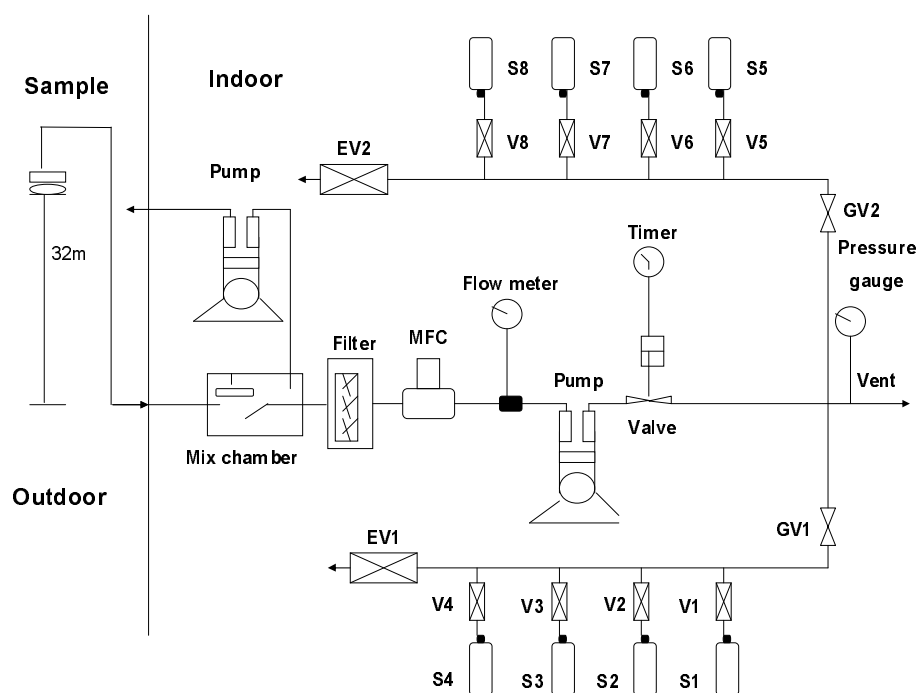 Sample
Indoor
S8
S7
S6
S5
V8
V7
V6
V5
EV2
Pump
GV2
32m
Timer
Pressure
gauge
Flow meter
Filter
MFC
Pump
Vent
Valve
Mix chamber
Outdoor
GV1
EV1
V4
V3
V2
V1
S4
S3
S2
S1